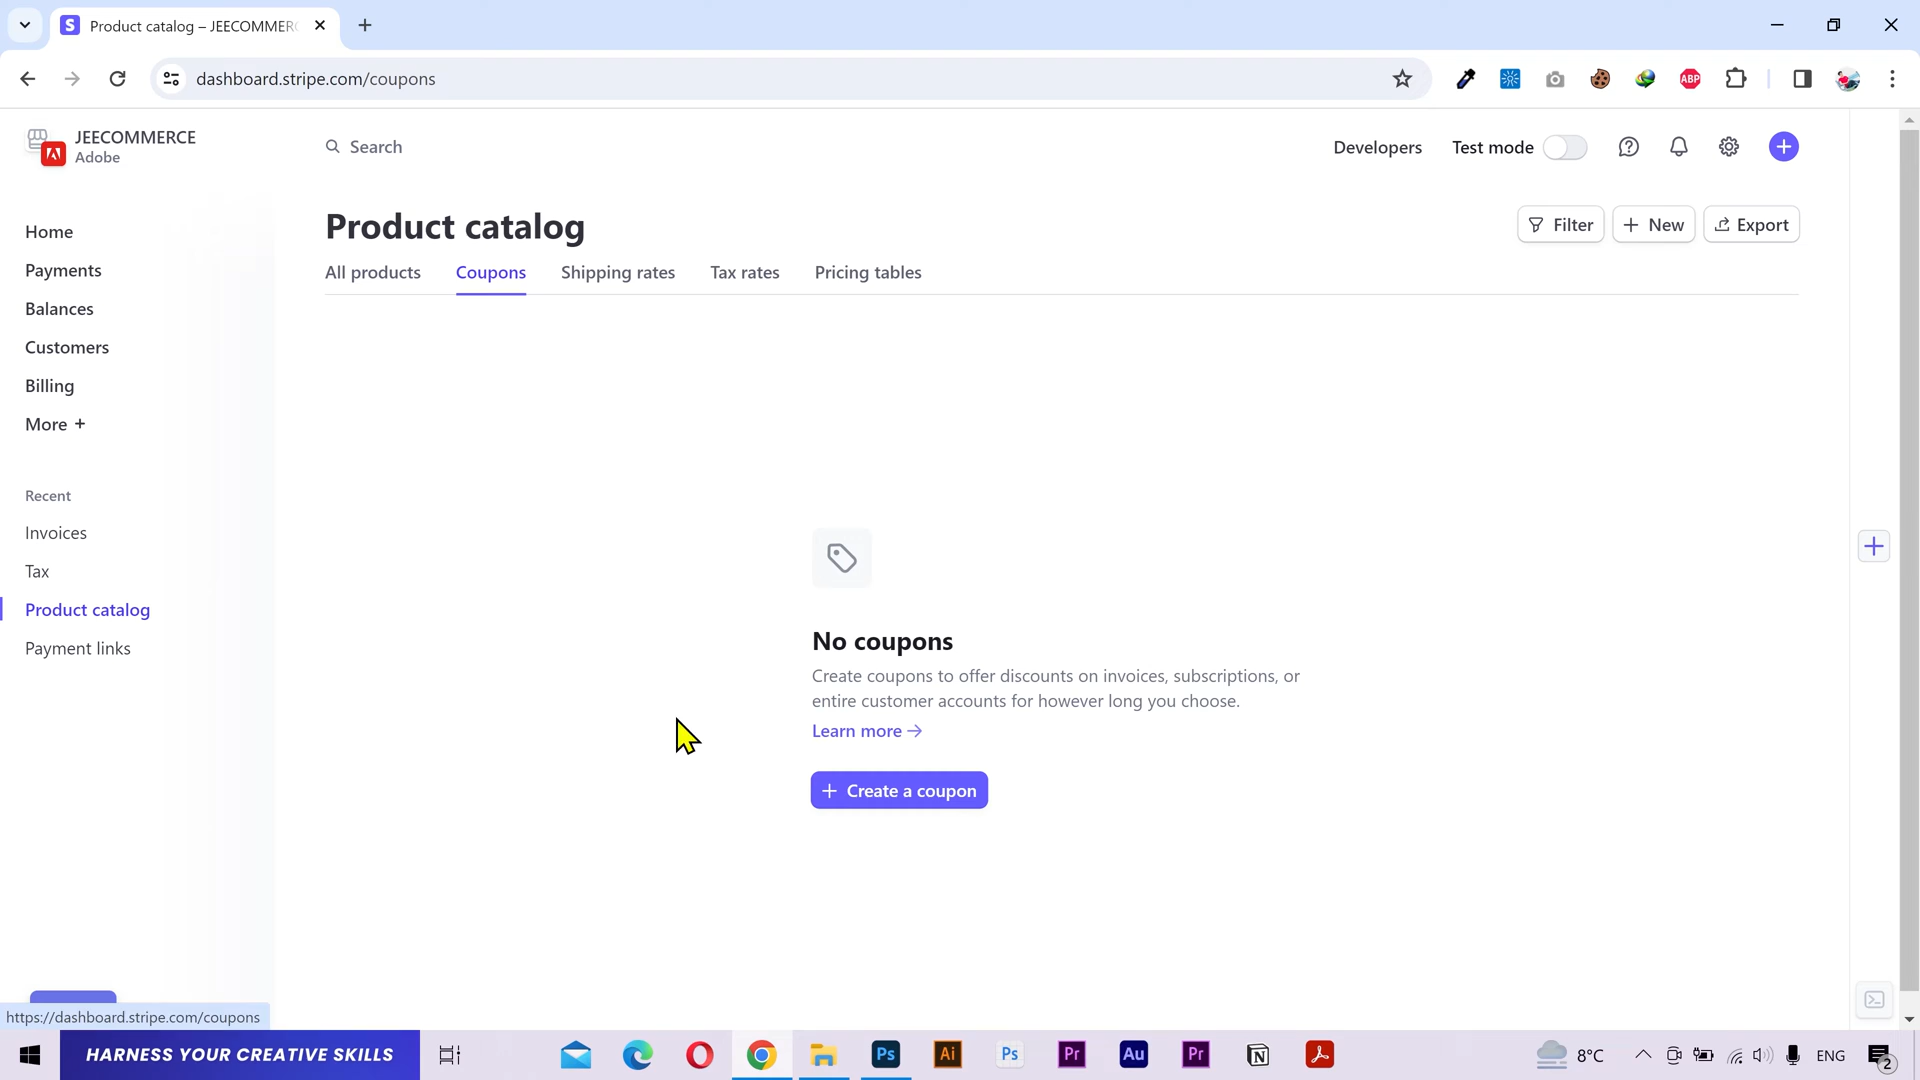 Product catalog – JEECOMMERC
dashboard.stripe.com/coupons
ABP
JEECOMMERCE
Adobe
Search
Developers
Test mode
Home
Payments
Balances
Customers
Billing
More +
Recent
Invoices
Tax
Product catalog
Payment links
Product catalog
Filter
New
Export
All products
Coupons
Shipping rates
Tax rates
Pricing tables
No coupons
Create coupons to offer discounts on invoices, subscriptions, or
entire customer accounts for however long you choose.
Learn more →
+ Create a coupon
https://dashboard.stripe.com/coupons
HARNESS YOUR CREATIVE SKILLS
Ps
Ai
Ps
Pr
Au
Pr
8°C
ENG
2